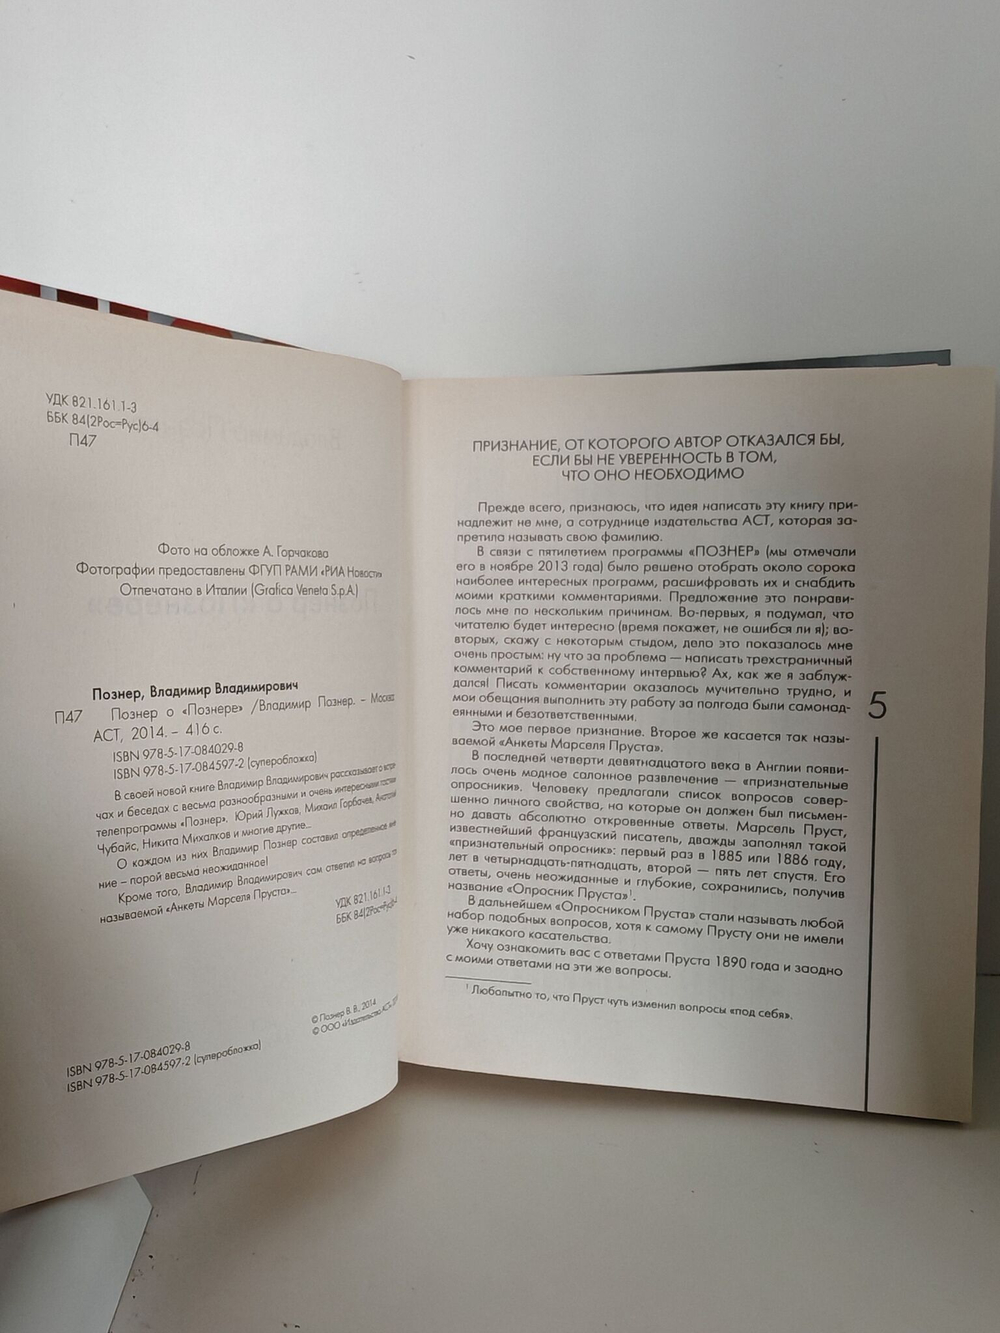 УДК 821.161.1-3
ББК 84(2Рос=Рус)6-4
П47
Фото на обложке А. Горчакова
Фотографии предоставлены ФГУП РАМИ «РИА Новости»
Отпечатано в Италии (Grafica Veneta S.p.A.)
Познер, Владимир Владимирович
П47 Познер о «Познере» /Владимир Познер. – Москва
АСТ, 2014. – 416 с.
ISBN 978-5-17-084029-8
ISBN 978-5-17-084597-2 (суперобложка)
В своей новой книге Владимир Владимирович рассказывает о встре-
чах и беседах с весьма разнообразными и очень интересными гостями
телепрограммы «Познер». Юрий Лужков, Михаил Горбачев, Анатолий
Чубайс, Никита Михалков и многие другие...
О каждом из них Владимир Познер составил определенное мне-
ние – порой весьма неожиданное!
Кроме того, Владимир Владимирович сам ответил на вопросы
называемой «Анкеты Марселя Пруста»...
УДК 821.161.1-3
ББК 84(2Рос=Рус)6-4
© Познер В. В., 2014
© ООО «Издательство АСТ»,
ISBN 978-5-17-084029-8
ISBN 978-5-17-084597-2 (суперобложка)
ПРИЗНАНИЕ, ОТ КОТОРОГО АВТОР ОТКАЗАЛСЯ БЫ,
ЕСЛИ БЫ НЕ УВЕРЕННОСТЬ В ТОМ,
ЧТО ОНО НЕОБХОДИМО
Прежде всего, признаюсь, что идея написать эту книгу при-
надлежит не мне, а сотруднице издательства АСТ, которая за-
претила называть свою фамилию.
В связи с пятилетием программы «ПОЗНЕР» (мы отмечали
его в ноябре 2013 года) было решено отобрать около сорока
наиболее интересных программ, расшифровать их и снабдить
моими краткими комментариями. Предложение это понрави-
лось мне по нескольким причинам. Во-первых, я подумал, что
читателю будет интересно (время покажет, не ошибся ли я); во-
вторых, скажу с некоторым стыдом, дело это показалось мне
очень простым: ну что за проблема — написать трехстраничный
комментарий к собственному интервью? Ах, как же я заблуж-
дался! Писать комментарии оказалось мучительно трудно, и
мои обещания выполнить эту работу за полгода были самонад-
еянными и безответственными.
Это мое первое признание. Второе же касается так назы-
ваемой «Анкеты Марселя Пруста».
В последней четверти девятнадцатого века в Англии появи-
лось очень модное салонное развлечение — «признательные
опросники». Человеку предлагали список вопросов совер-
шенно личного свойства, на которые он должен был письмен-
но давать абсолютно откровенные ответы. Марсель Пруст,
известнейший французский писатель, дважды заполнял такой
«признательный опросник»: первый раз в 1885 или 1886 году,
лет в четырнадцать-пятнадцать, второй — пять лет спустя. Его
ответы, очень неожиданные и глубокие, сохранились, получив
название «Опросник Пруста»¹.
В дальнейшем «Опросником Пруста» стали называть любой
набор подобных вопросов, хотя к самому Прусту они не имели
уже никакого касательства.
Хочу ознакомить вас с ответами Пруста 1890 года и заодно
с моими ответами на эти же вопросы.
¹ Любопытно то, что Пруст чуть изменил вопросы «под себя».
5